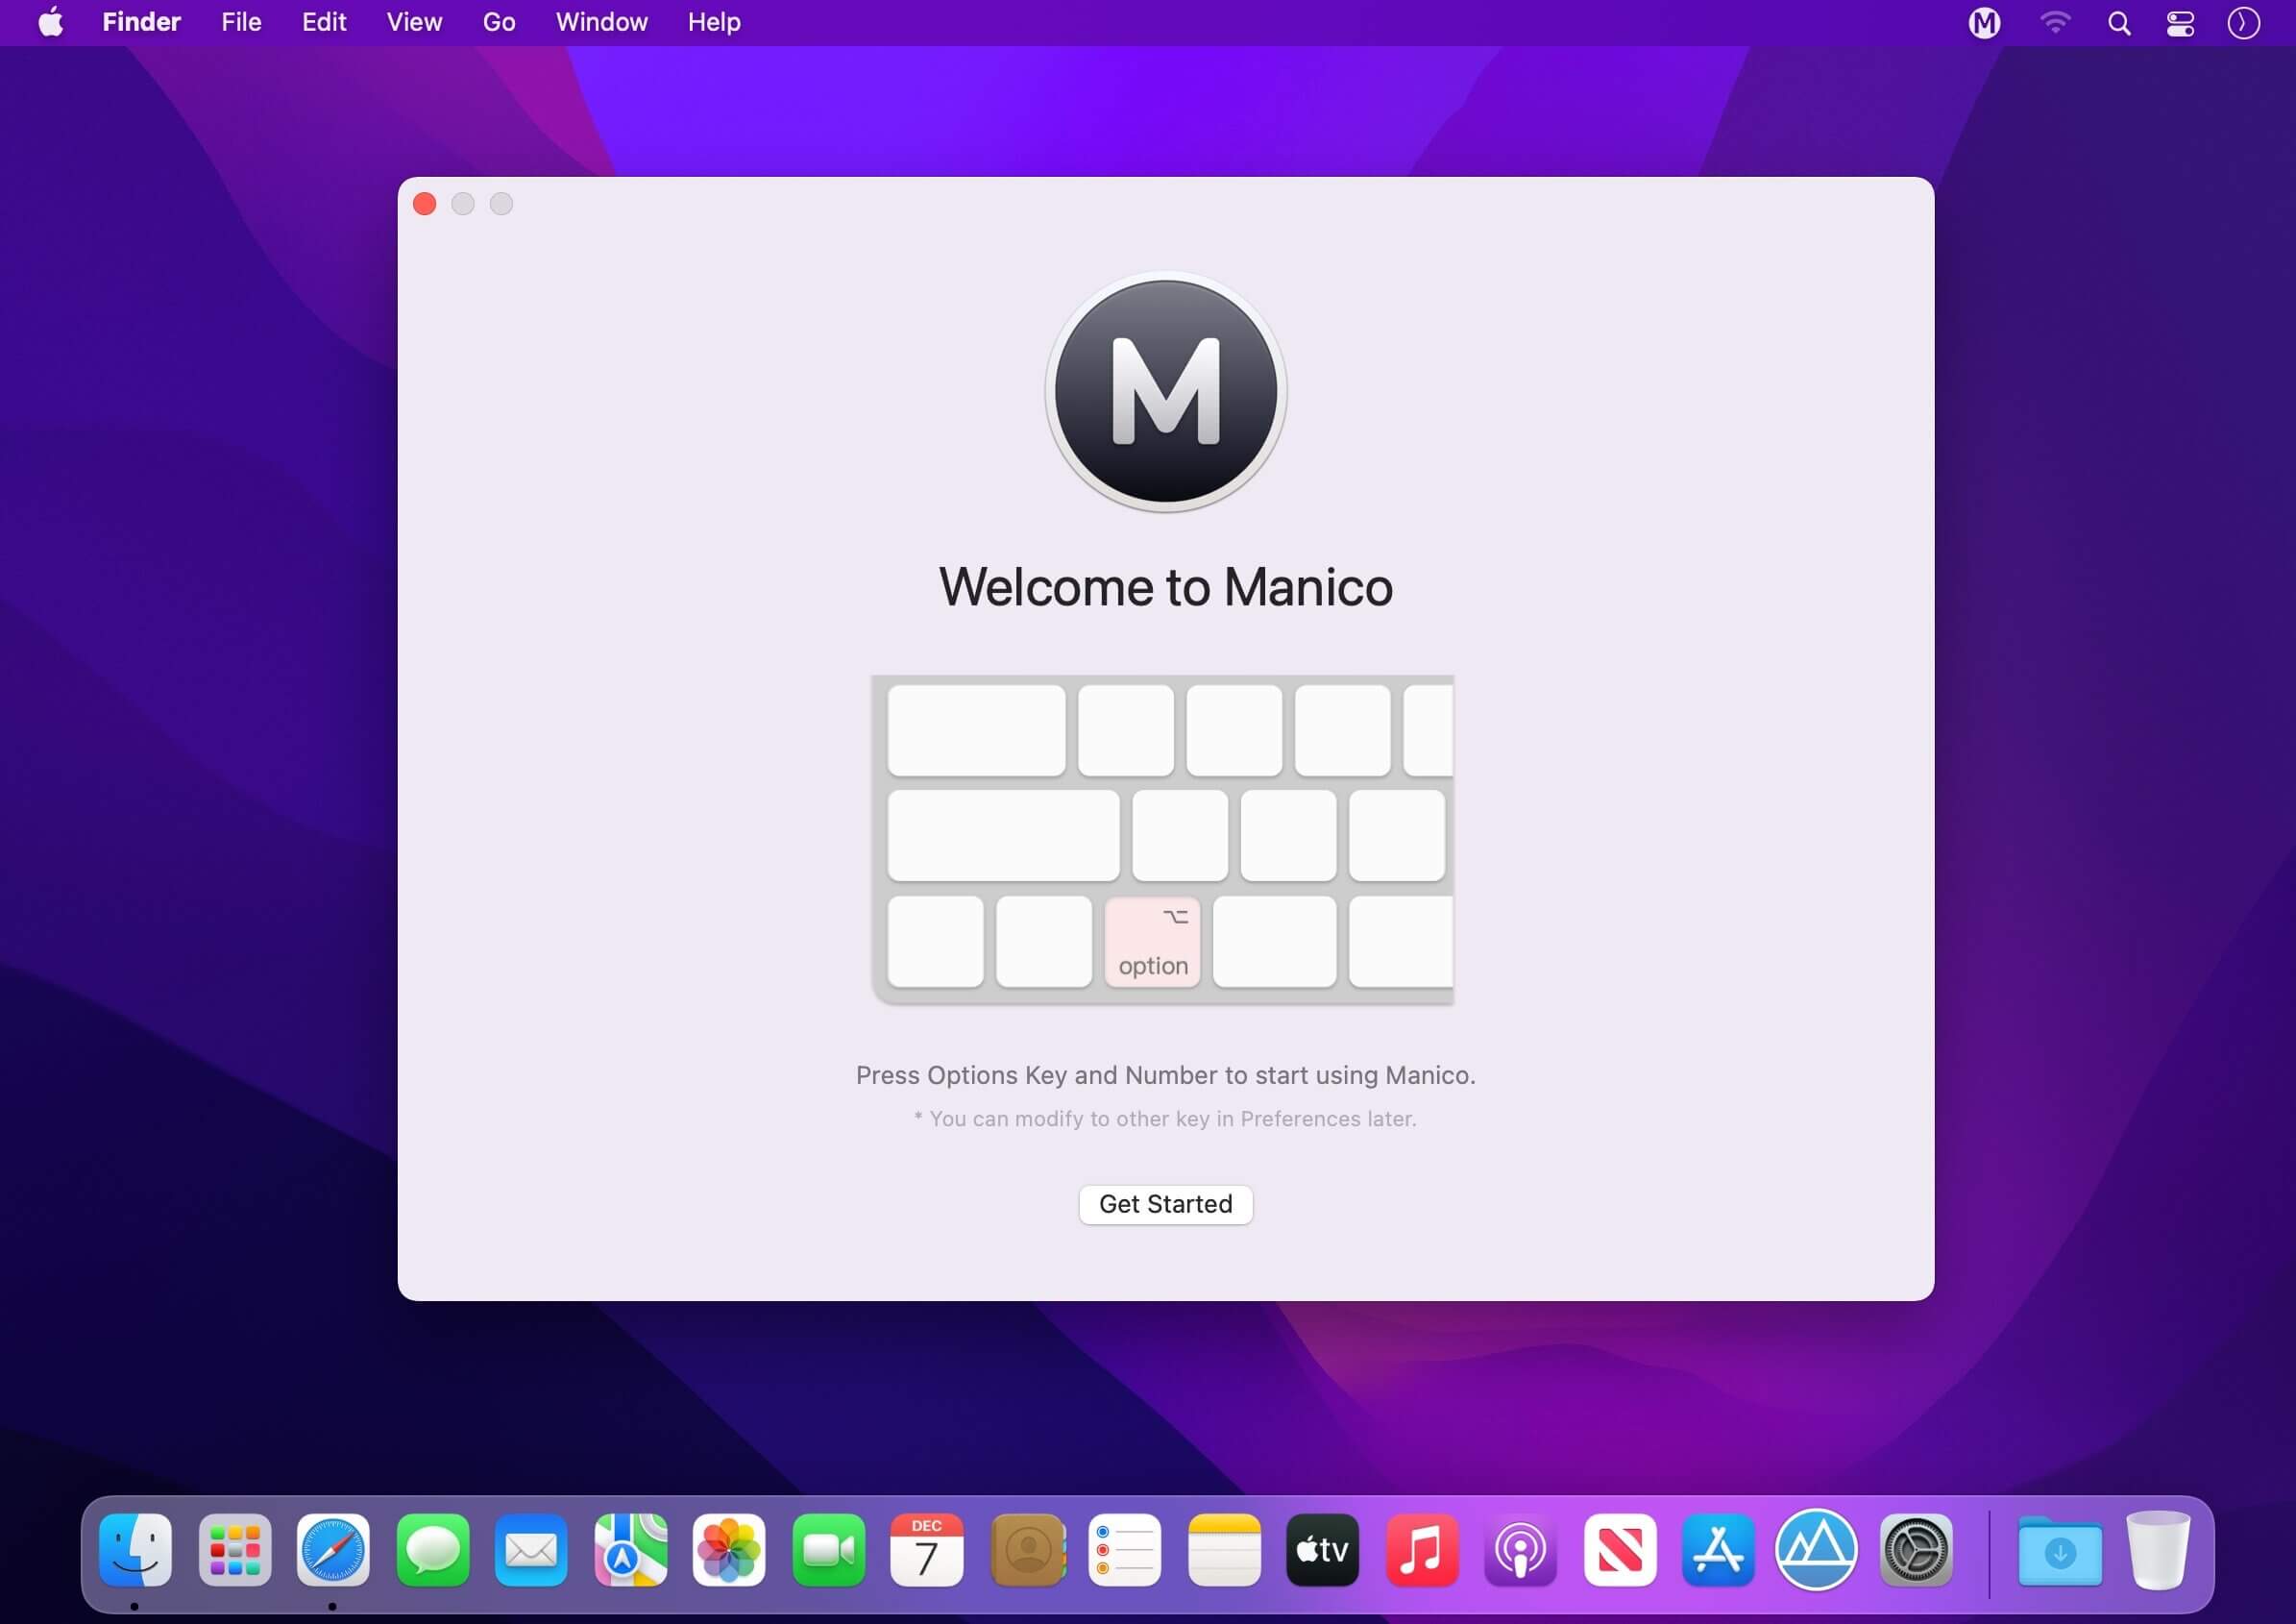 Finder File Edit View Go Window Help
M
M
Welcome to Manico
⌥
option
Press Options Key and Number to start using Manico.
* You can modify to other key in Preferences later.
Get Started
DEC
7
tv